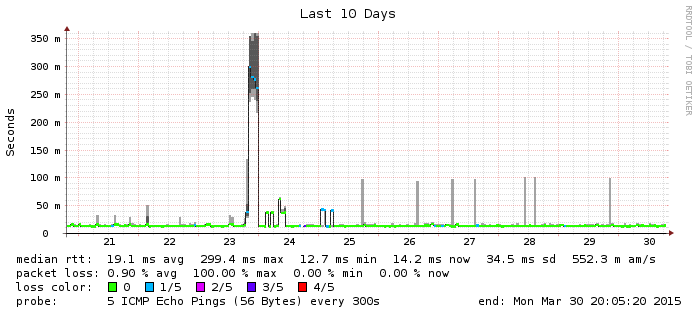 Last 10 Days
RRDTOOL / TOBI OETIKER
Seconds
350 m
300 m
250 m
200 m
150 m
100 m
50 m
0
21 22 23 24 25 26 27 28 29 30
median rtt: 19.1 ms avg 299.4 ms max 12.7 ms min 14.2 ms now 34.5 ms sd 552.3 m am/s
packet loss: 0.90 % avg 100.00 % max 0.00 % min 0.00 % now
loss color: 0 1/5 2/5 3/5 4/5
probe: 5 ICMP Echo Pings (56 Bytes) every 300s end: Mon Mar 30 20:05:20 2015